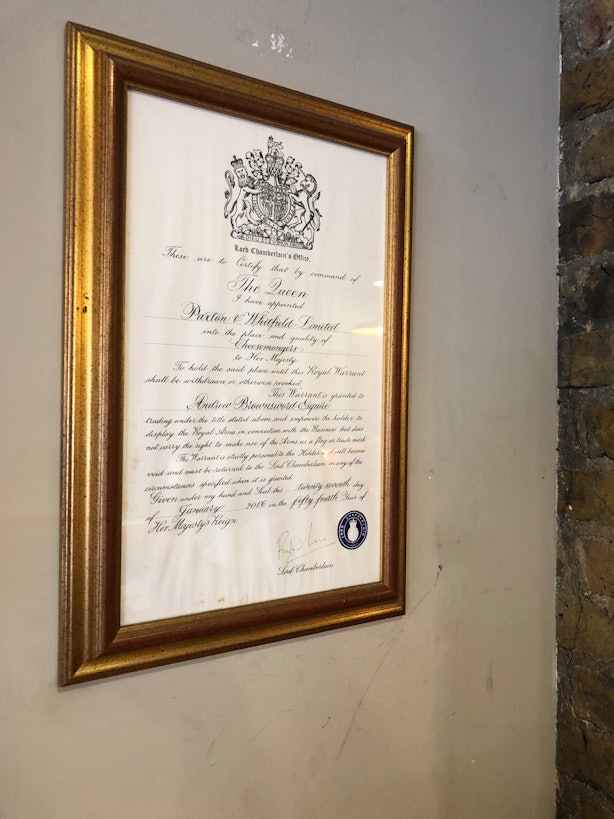 Lord Chamberlain's Office.
These are to Certify that by command of
The Queen
I have appointed
Paxton & Whitfield Limited
into the place and quality of
Cheesemongers
to Her Majesty
To hold the said place until this Royal Warrant
shall be withdrawn or otherwise revoked.
This Warrant is granted to
Andrew Brownsword Esquire
trading under the title stated above and empowers the holder to
display the Royal Arms in connection with the Business but does
not carry the right to make use of the Arms as a flag or trade mark
The Warrant is strictly personal to the Holder and will become
void and must be returned to the Lord Chamberlain in any of the
circumstances specified when it is granted.
Given under my hand and Seal this twenty seventh day
of January 2006 in the fifty fourth Year of
Her Majesty's Reign
Lord Chamberlain